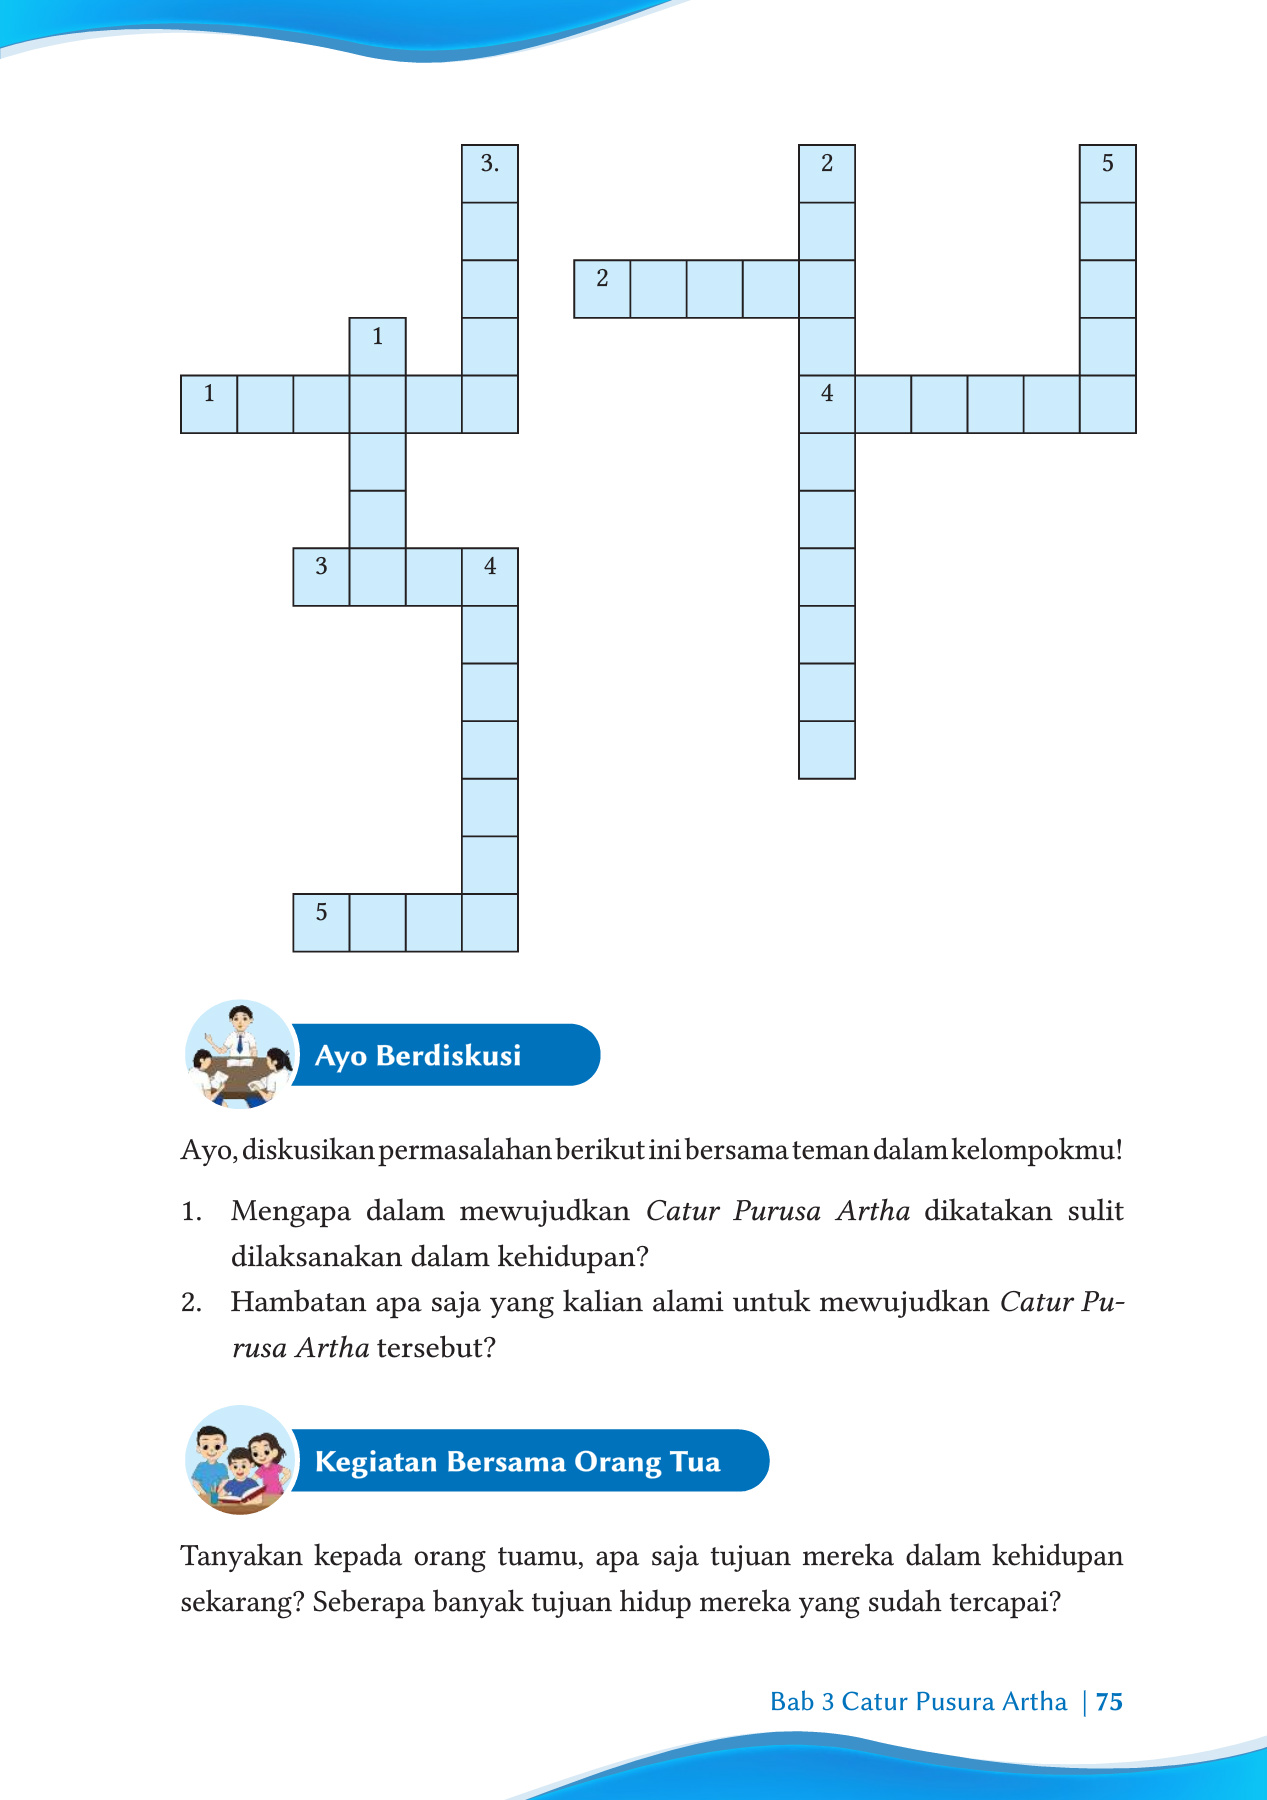 3.
2
5
2
1
1
4
3
4
5
Ayo Berdiskusi
Ayo, diskusikan permasalahan berikut ini bersama teman dalam kelompokmu!
1. Mengapa dalam mewujudkan Catur Purusa Artha dikatakan sulit
dilaksanakan dalam kehidupan?
2. Hambatan apa saja yang kalian alami untuk mewujudkan Catur Pu-
rusa Artha tersebut?
Kegiatan Bersama Orang Tua
Tanyakan kepada orang tuamu, apa saja tujuan mereka dalam kehidupan
sekarang? Seberapa banyak tujuan hidup mereka yang sudah tercapai?
Bab 3 Catur Pusura Artha | 75